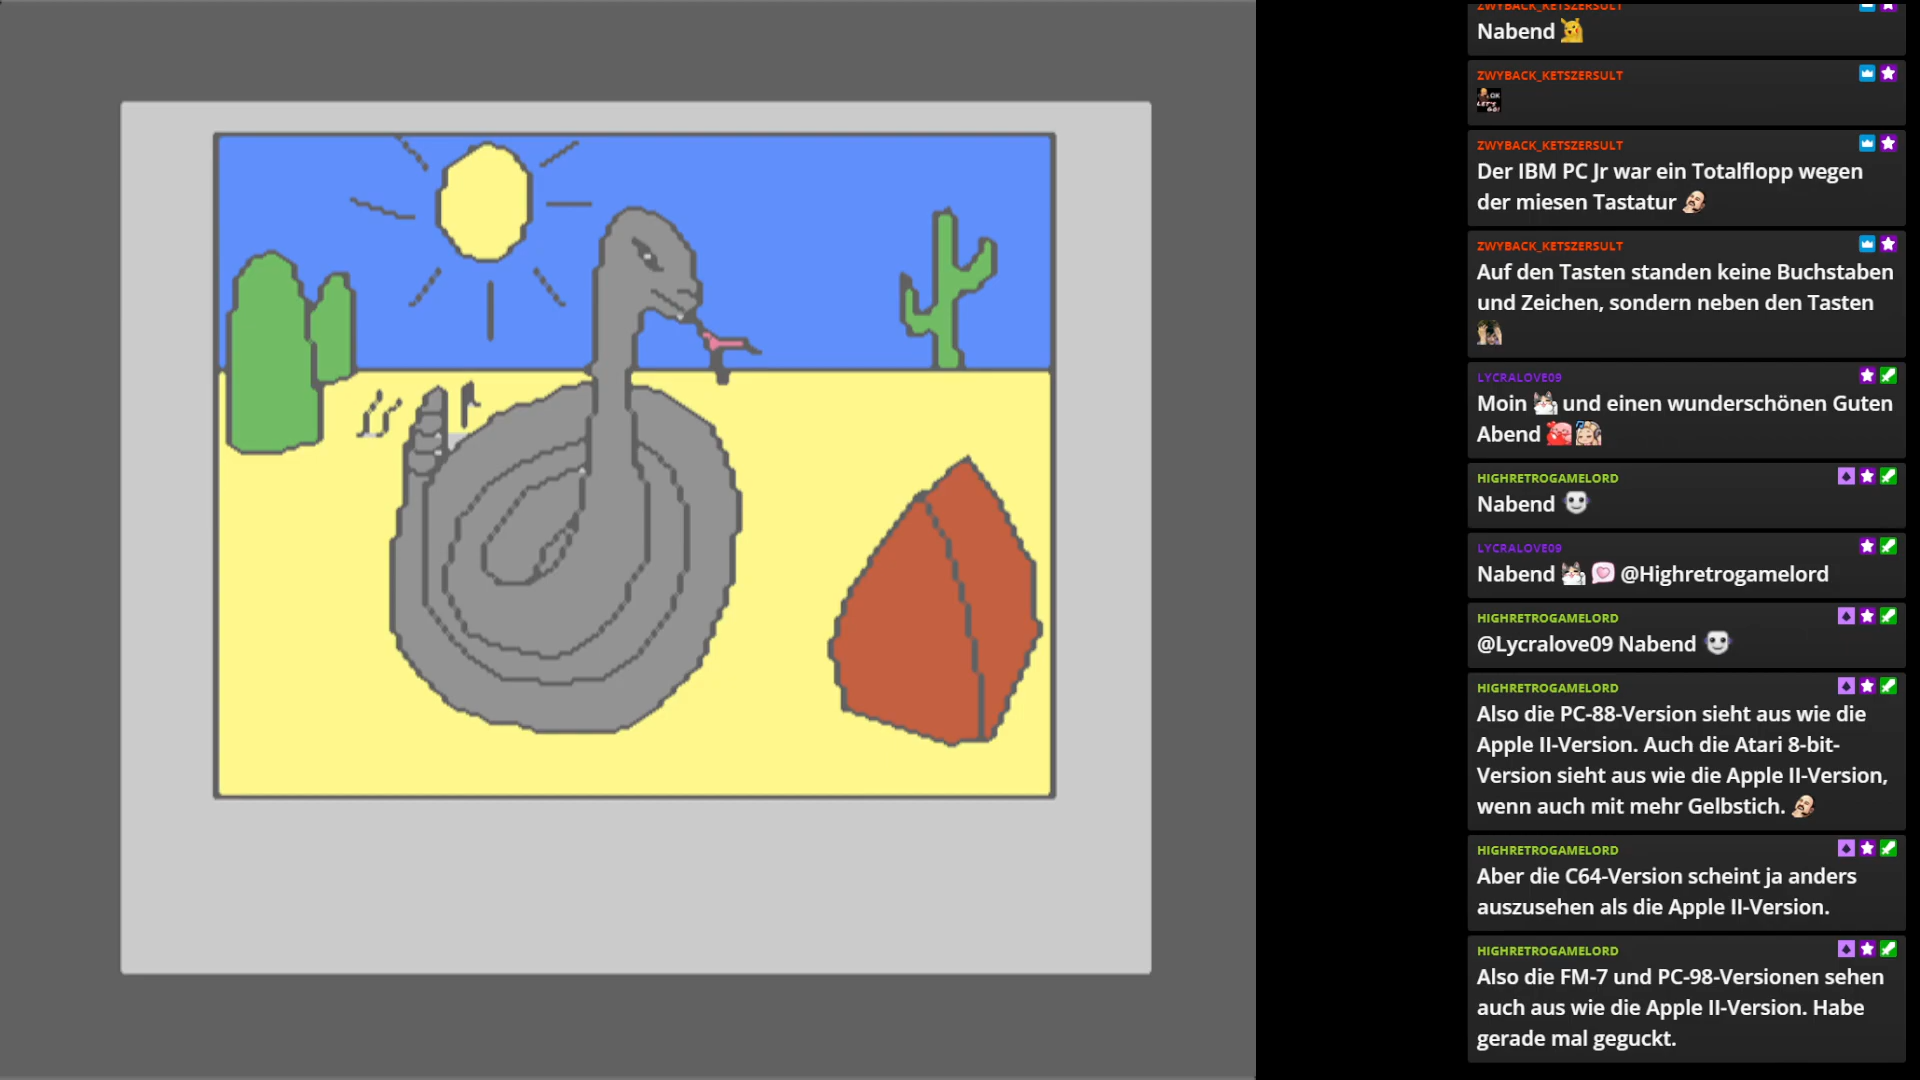 ZWYBACK_KETSZERSULT
Nabend
ZWYBACK_KETSZERSULT
OK
LET'S
GO!
ZWYBACK_KETSZERSULT
Der IBM PC Jr war ein Totalflopp wegen
der miesen Tastatur
ZWYBACK_KETSZERSULT
Auf den Tasten standen keine Buchstaben
und Zeichen, sondern neben den Tasten
LYCRALOVE09
Moin und einen wunderschönen Guten
Abend
HIGHRETROGAMELORD
Nabend
LYCRALOVE09
Nabend @Highretrogamelord
HIGHRETROGAMELORD
@Lycralove09 Nabend
HIGHRETROGAMELORD
Also die PC-88-Version sieht aus wie die
Apple II-Version. Auch die Atari 8-bit-
Version sieht aus wie die Apple II-Version,
wenn auch mit mehr Gelbstich.
HIGHRETROGAMELORD
Aber die C64-Version scheint ja anders
auszusehen als die Apple II-Version.
HIGHRETROGAMELORD
Also die FM-7 und PC-98-Versionen sehen
auch aus wie die Apple II-Version. Habe
gerade mal geguckt.